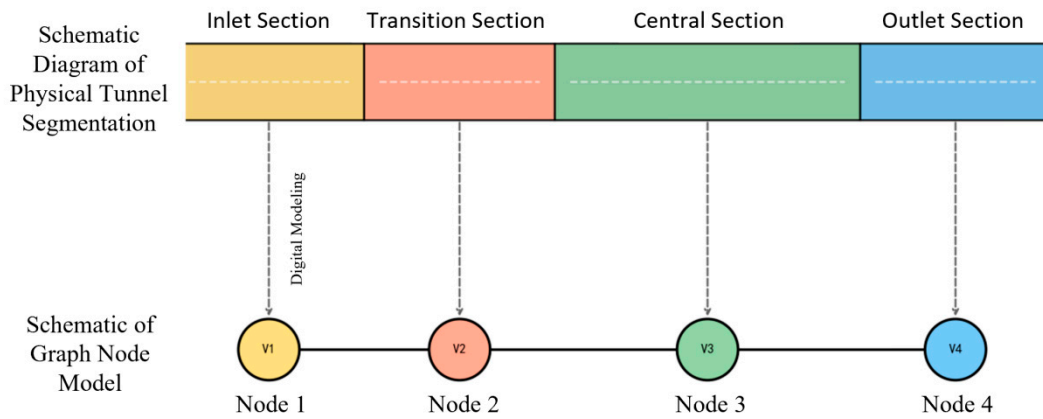 Inlet Section
Transition Section
Central Section
Outlet Section
Schematic
Diagram of
Physical Tunnel
Segmentation
Digital Modeling
Schematic of
Graph Node
Model
V1
V2
V3
V4
Node 1
Node 2
Node 3
Node 4